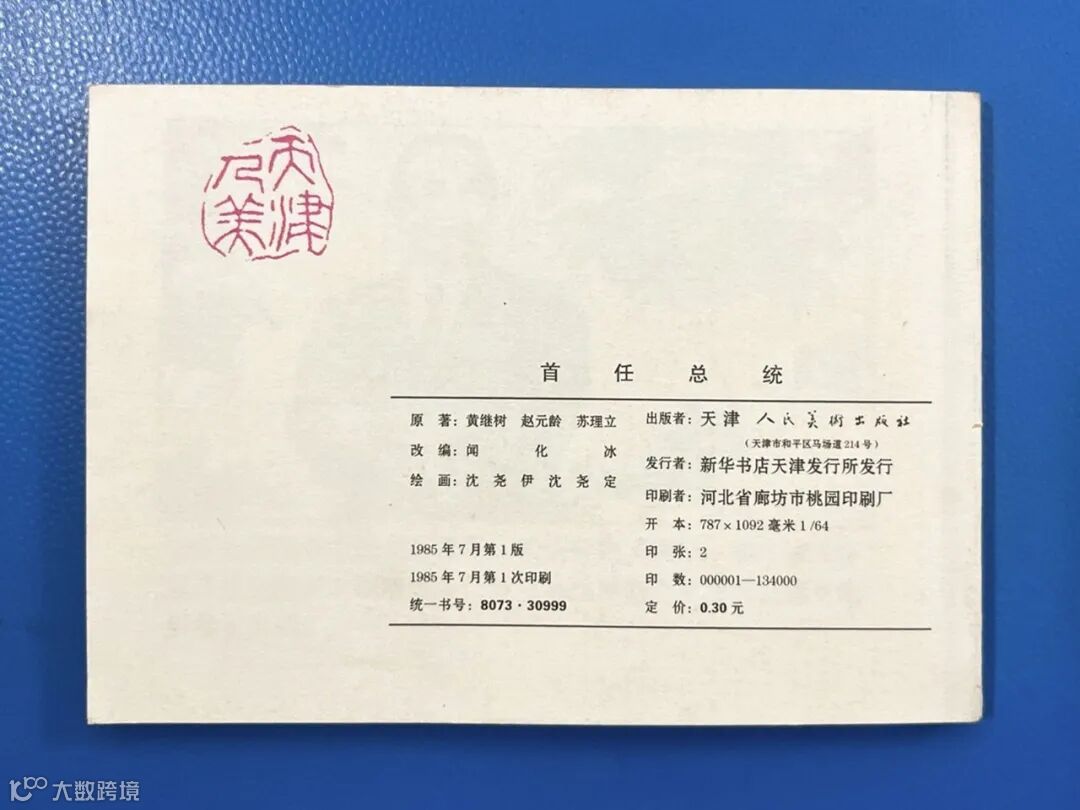 天津
人美
首任总统
原著：黄继树 赵元龄 苏理立
改编：闻化冰
绘画：沈尧伊 沈尧定
1985年7月第1版
1985年7月第1次印刷
统一书号：8073·30999
出版者：天津人民美術出版社
（天津市和平区马场道214号）
发行者：新华书店天津发行所发行
印刷者：河北省廊坊市桃园印刷厂
开本：787×1092毫米1/64
印张：2
印数：000001—134000
定价：0.30元
大数跨境